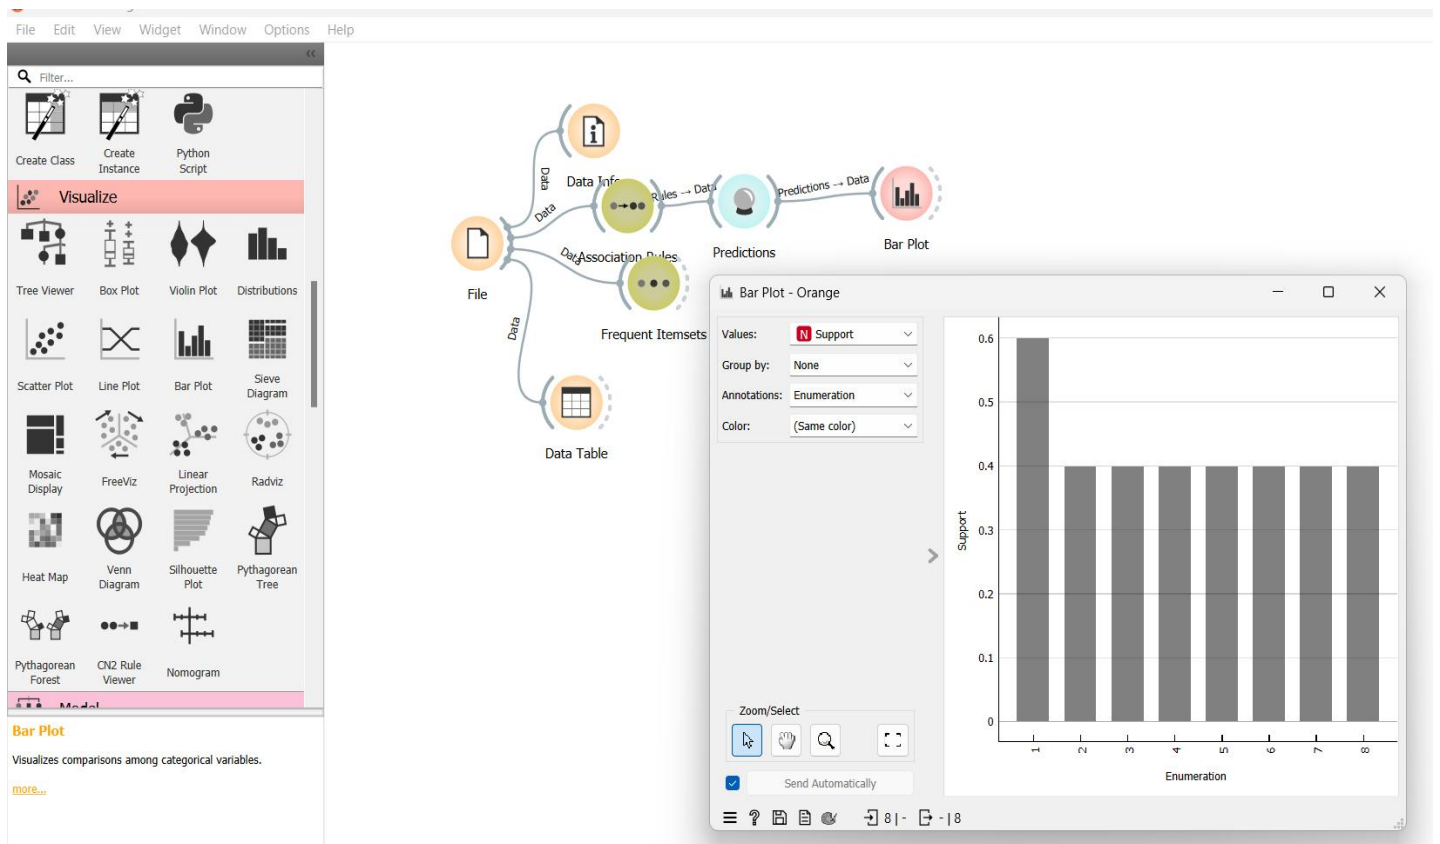 File Edit View Widget Window Options Help
Filter...
Create Class
Create Instance
Python Script
Visualize
Tree Viewer
Box Plot
Violin Plot
Distributions
Scatter Plot
Line Plot
Bar Plot
Sieve Diagram
Mosaic Display
FreeViz
Linear Projection
Radviz
Heat Map
Venn Diagram
Silhouette Plot
Pythagorean Tree
Pythagorean Forest
CN2 Rule Viewer
Nomogram
Model
Bar Plot
Visualizes comparisons among categorical variables.
more...
Data
Data Info
Data
Rules → Data
Predictions → Data
Data
Association Rules
Predictions
Bar Plot
File
Data
Frequent Itemsets
Data Table
Bar Plot - Orange
Values: N Support
Group by: None
Annotations: Enumeration
Color: (Same color)
Zoom/Select
Send Automatically
? 8 | - - | 8
0.6
0.5
0.4
0.3
0.2
0.1
0
Support
1 2 3 4 5 6 7 8
Enumeration